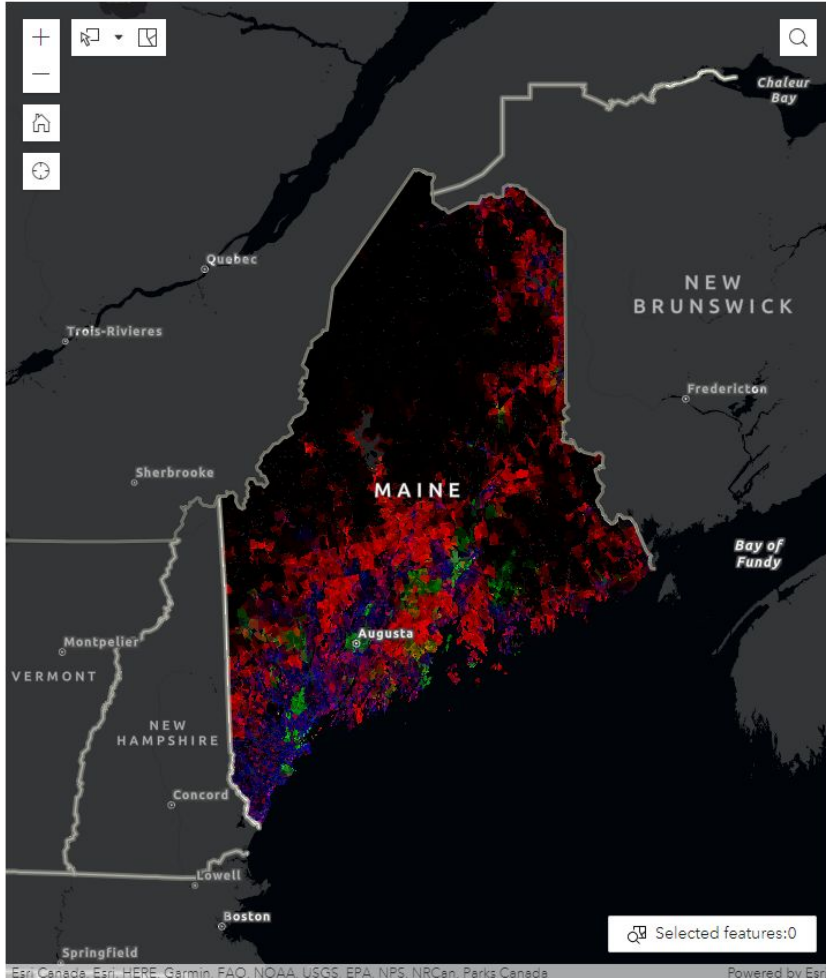 Chaleur
Bay
Quebec
NEW
BRUNSWICK
Trois-Rivieres
Fredericton
Sherbrooke
MAINE
Bay of
Fundy
Augusta
Montpelier
VERMONT
NEW
HAMPSHIRE
Concord
Lowell
Boston
Selected features:0
Springfield
Esri Canada, Esri, HERE, Garmin, FAO, NOAA, USGS, EPA, NPS, NRCan, Parks Canada
Powered by Esri